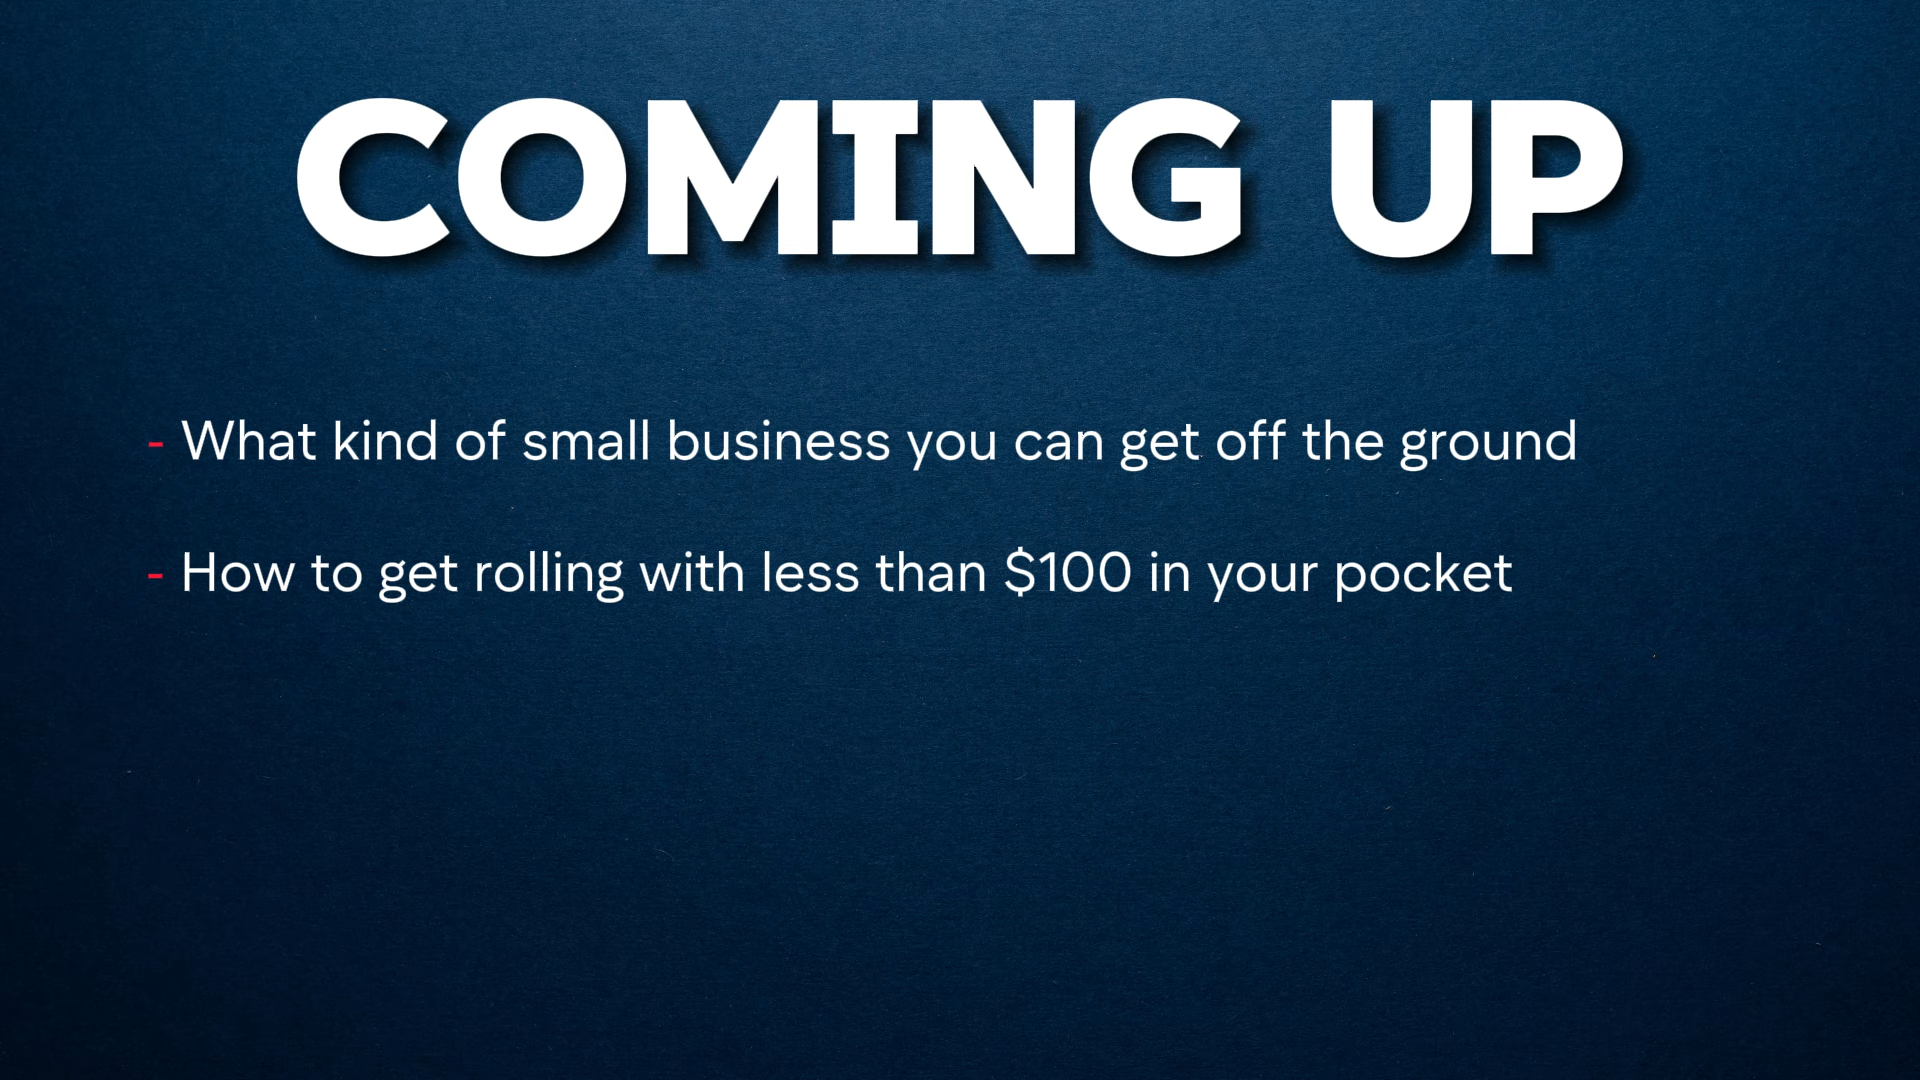 COMING UP
- What kind of small business you can get off the ground
- How to get rolling with less than $100 in your pocket